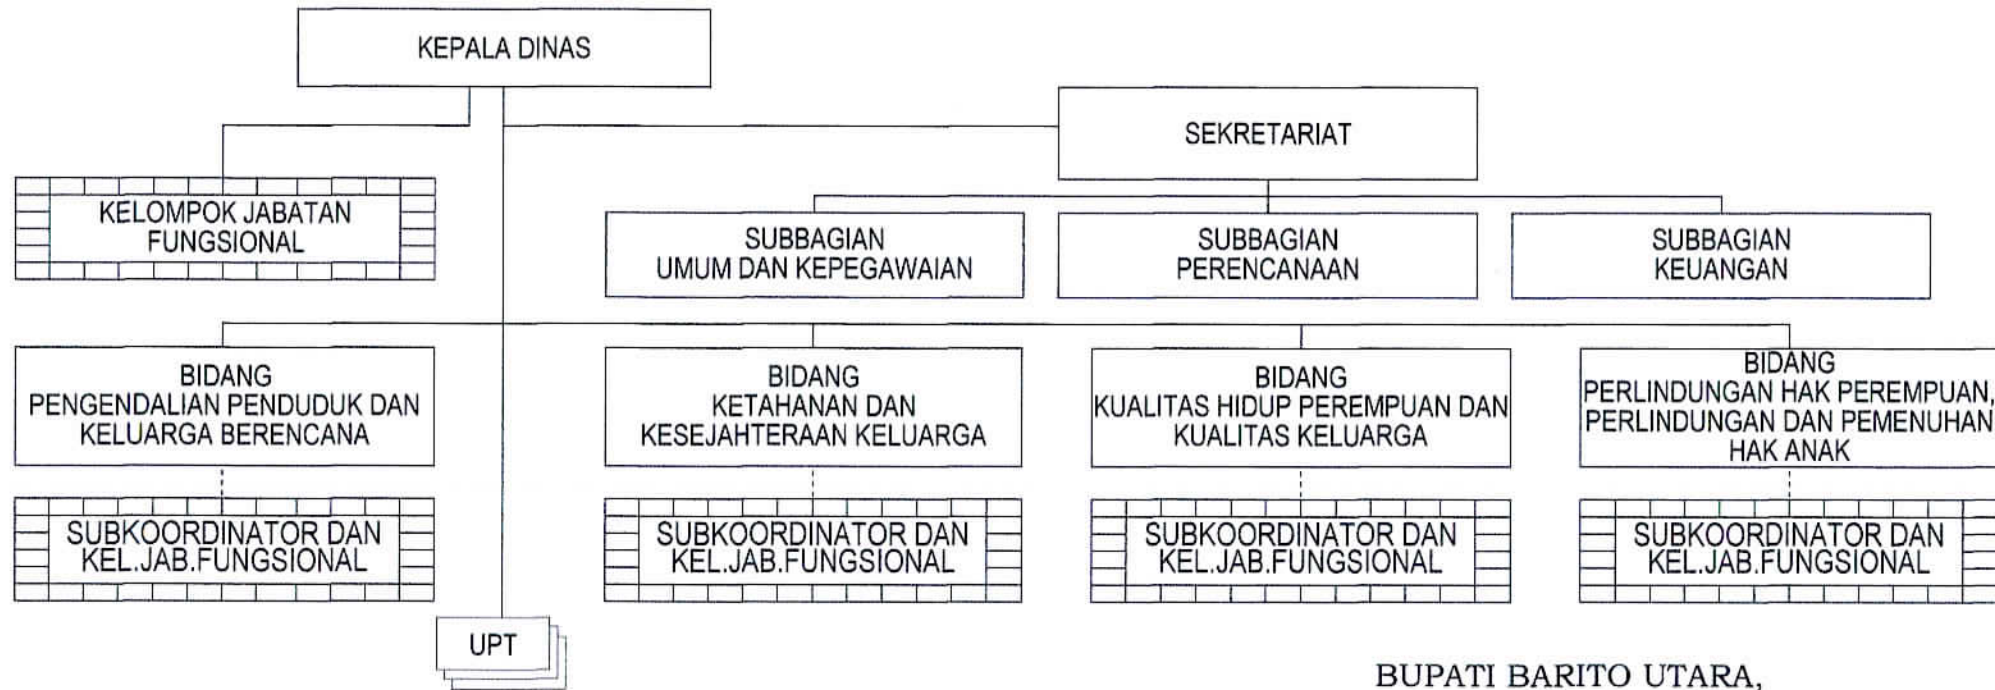 KEPALA DINAS
SEKRETARIAT
KELOMPOK JABATAN
FUNGSIONAL
SUBBAGIAN
UMUM DAN KEPEGAWAIAN
SUBBAGIAN
PERENCANAAN
SUBBAGIAN
KEUANGAN
BIDANG
PENGENDALIAN PENDUDUK DAN
KELUARGA BERENCANA
BIDANG
KETAHANAN DAN
KESEJAHTERAAN KELUARGA
BIDANG
KUALITAS HIDUP PEREMPUAN DAN
KUALITAS KELUARGA
BIDANG
PERLINDUNGAN HAK PEREMPUAN,
PERLINDUNGAN DAN PEMENUHAN
HAK ANAK
SUBKOORDINATOR DAN
KEL.JAB.FUNGSIONAL
SUBKOORDINATOR DAN
KEL.JAB.FUNGSIONAL
SUBKOORDINATOR DAN
KEL.JAB.FUNGSIONAL
SUBKOORDINATOR DAN
KEL.JAB.FUNGSIONAL
UPT
BUPATI BARITO UTARA,